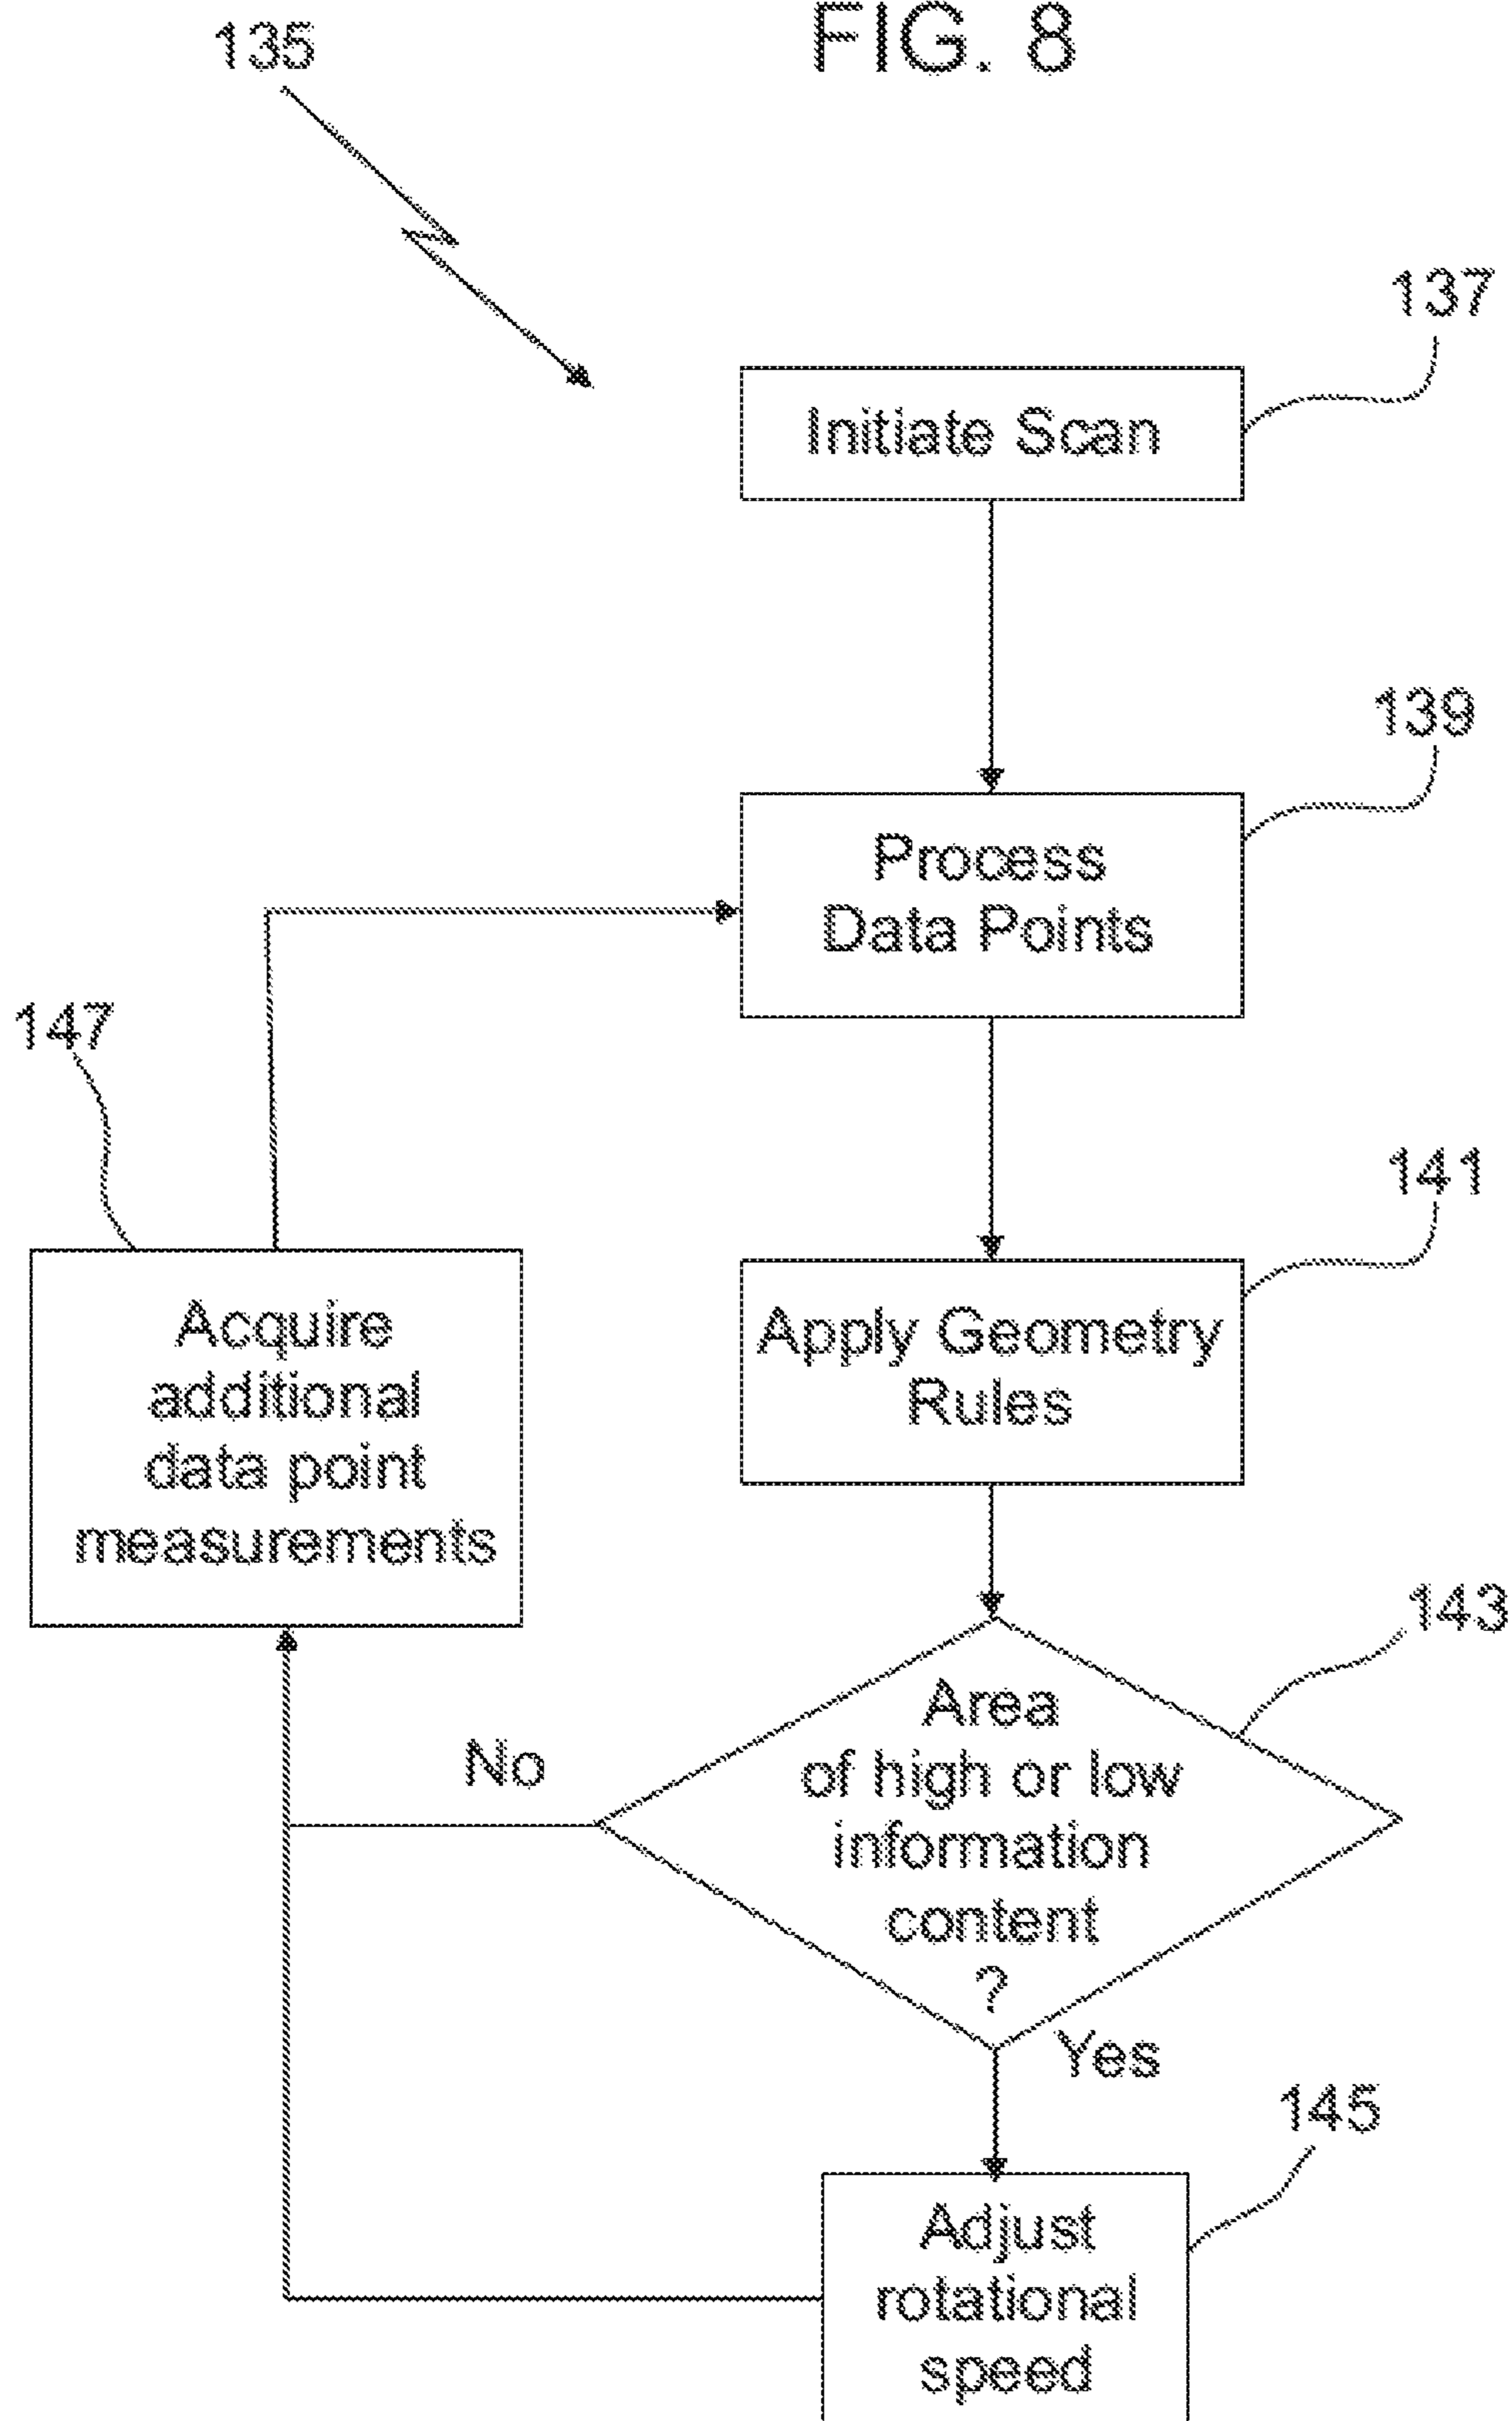 FIG. 8
135
137
Initiate Scan
139
Process
Data Points
147
141
Acquire
additional
data point
measurements
Apply Geometry
Rules
143
Area
of high or low
information
content
?
No
Yes
145
Adjust
rotational
speed